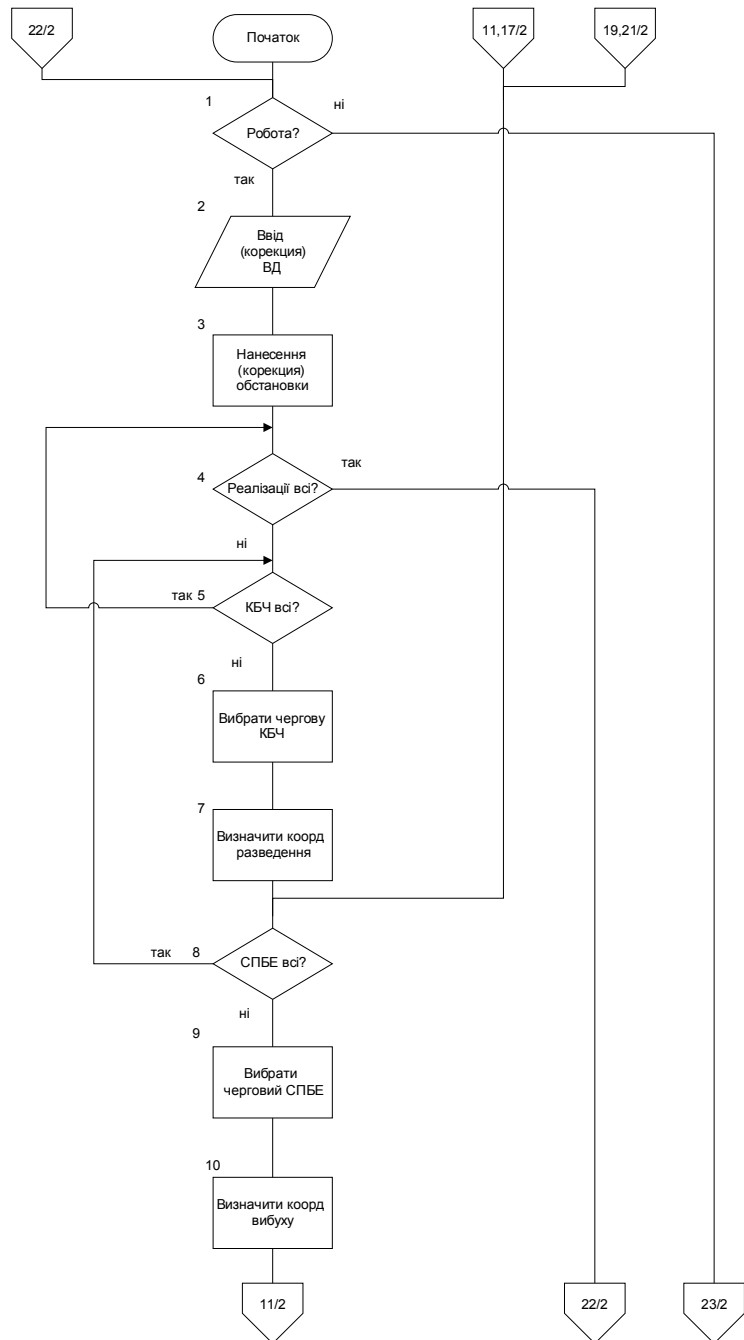 22/2
Початок
11,17/2
19,21/2
1
ні
Робота?
так
2
Ввід
(корекция)
ВД
3
Нанесення
(корекция)
обстановки
так
4
Реалізації всі?
ні
так 5
КБЧ всі?
ні
6
Вибрати чергову
КБЧ
7
Визначити коорд
разведення
так 8
СПБЕ всі?
ні
9
Вибрати
черговий СПБЕ
10
Визначити коорд
вибуху
11/2
22/2
23/2